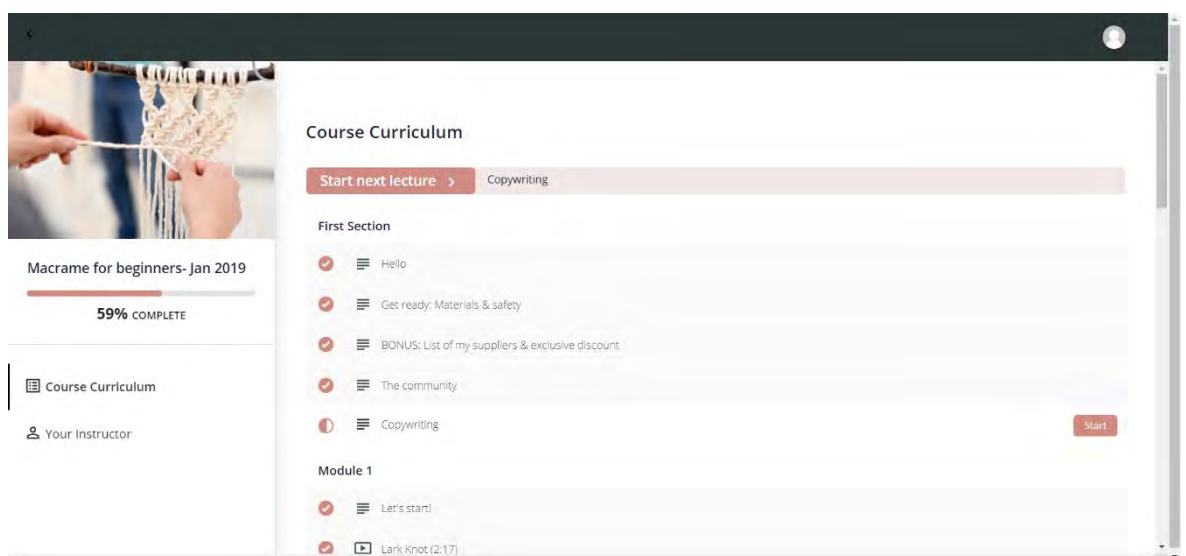 Course Curriculum
Start next lecture > Copywriting
First Section
Hello
Get ready: Materials & safety
BONUS: List of my suppliers & exclusive discount
The community
Copywriting Start
Module 1
Let's start!
Lark Knot (2:17)
Macrame for beginners- Jan 2019
59% COMPLETE
Course Curriculum
Your Instructor